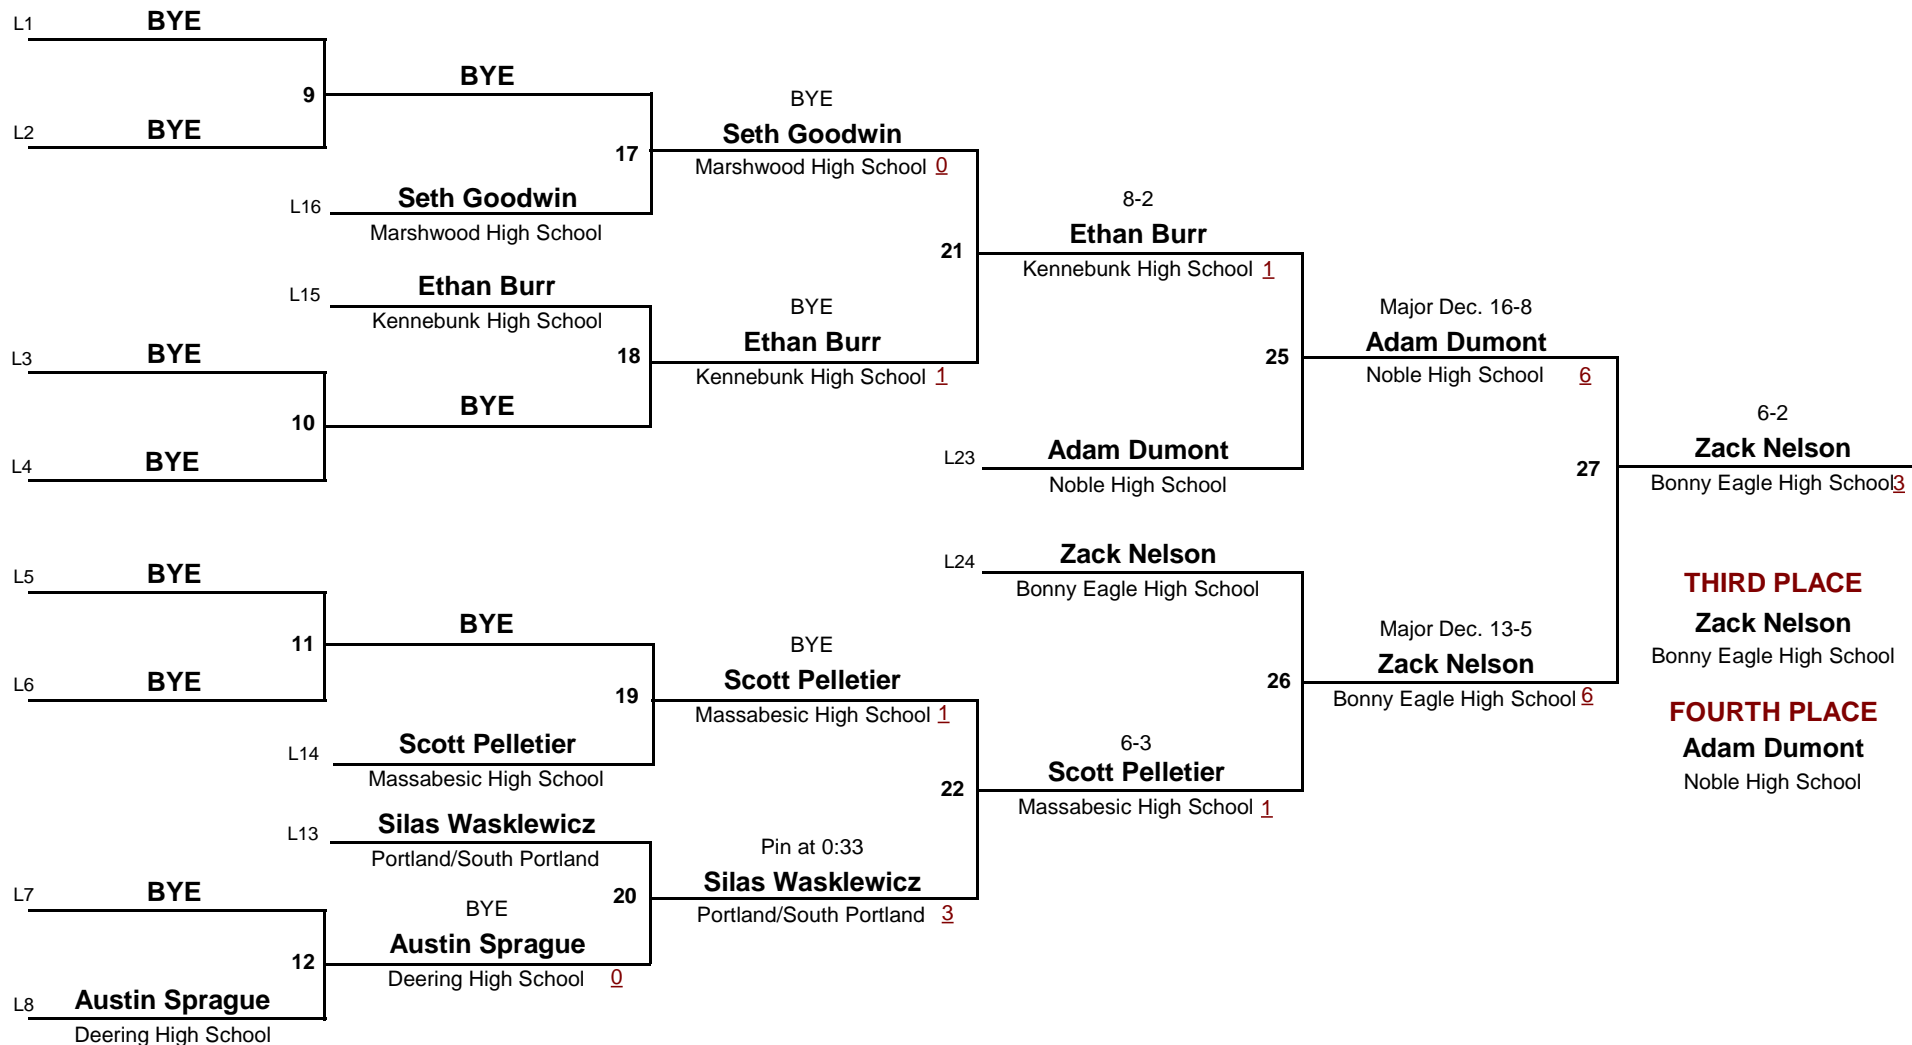 L1 BYE
9
BYE
L2 BYE
BYE
Seth Goodwin
Marshwood High School 0
17
L16 Seth Goodwin
Marshwood High School
8-2
Ethan Burr
Kennebunk High School 1
21
L15 Ethan Burr
Kennebunk High School
BYE
Ethan Burr
Kennebunk High School 1
18
L3 BYE
10
BYE
L4 BYE
Major Dec. 16-8
Adam Dumont
Noble High School 6
25
L23 Adam Dumont
Noble High School
6-2
Zack Nelson
Bonny Eagle High School 3
27
L24 Zack Nelson
Bonny Eagle High School
L5 BYE
11
BYE
L6 BYE
BYE
Scott Pelletier
Massabesic High School 1
19
L14 Scott Pelletier
Massabesic High School
Major Dec. 13-5
Zack Nelson
Bonny Eagle High School 6
26
6-3
Scott Pelletier
Massabesic High School 1
22
L13 Silas Wasklewicz
Portland/South Portland
Pin at 0:33
Silas Wasklewicz
Portland/South Portland 3
20
L7 BYE
BYE
Austin Sprague
Deering High School 0
12
L8 Austin Sprague
Deering High School
THIRD PLACE
Zack Nelson
Bonny Eagle High School
FOURTH PLACE
Adam Dumont
Noble High School